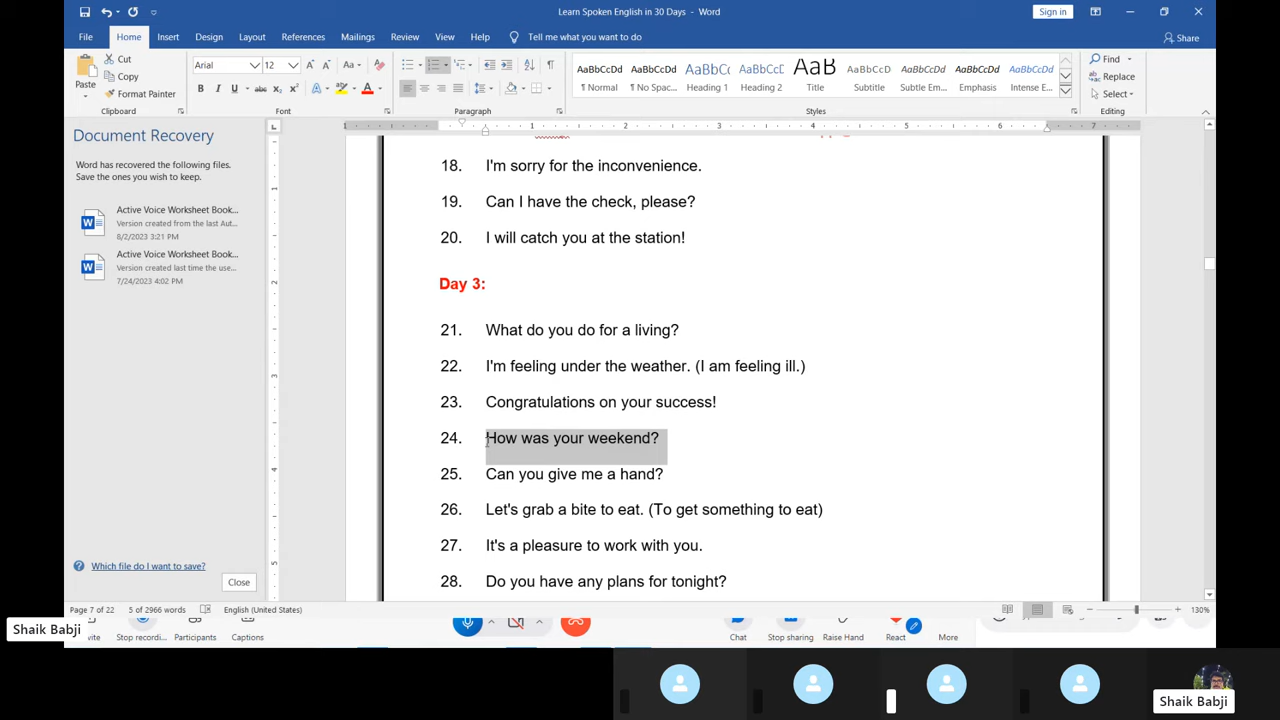 Learn Spoken English in 30 Days - Word
Sign in
File Home Insert Design Layout References Mailings Review View Help Tell me what you want to do
Share
Paste
Cut
Copy
Format Painter
Clipboard
Arial 12
Font
Paragraph
AaBbCcDd AaBbCcDd AaBbCc AaBbCcC AaB AaBbCcD AaBbCcDd AaBbCcDd AaBbCcDd
¶ Normal ¶ No Spac... Heading 1 Heading 2 Title Subtitle Subtle Em... Emphasis Intense E...
Styles
Find
Replace
Select
Editing
Document Recovery
Word has recovered the following files.
Save the ones you wish to keep.
Active Voice Worksheet Book...
Version created from the last Aut...
8/2/2023 3:21 PM
Active Voice Worksheet Book...
Version created last time the use...
7/24/2023 4:02 PM
Which file do I want to save?
Close
18. I'm sorry for the inconvenience.
19. Can I have the check, please?
20. I will catch you at the station!
Day 3:
21. What do you do for a living?
22. I'm feeling under the weather. (I am feeling ill.)
23. Congratulations on your success!
24. How was your weekend?
25. Can you give me a hand?
26. Let's grab a bite to eat. (To get something to eat)
27. It's a pleasure to work with you.
28. Do you have any plans for tonight?
Page 7 of 22 5 of 2966 words English (United States)
130%
Shaik Babji
Stop recordi... Participants Captions
Chat Stop sharing Raise Hand React More
Shaik Babji